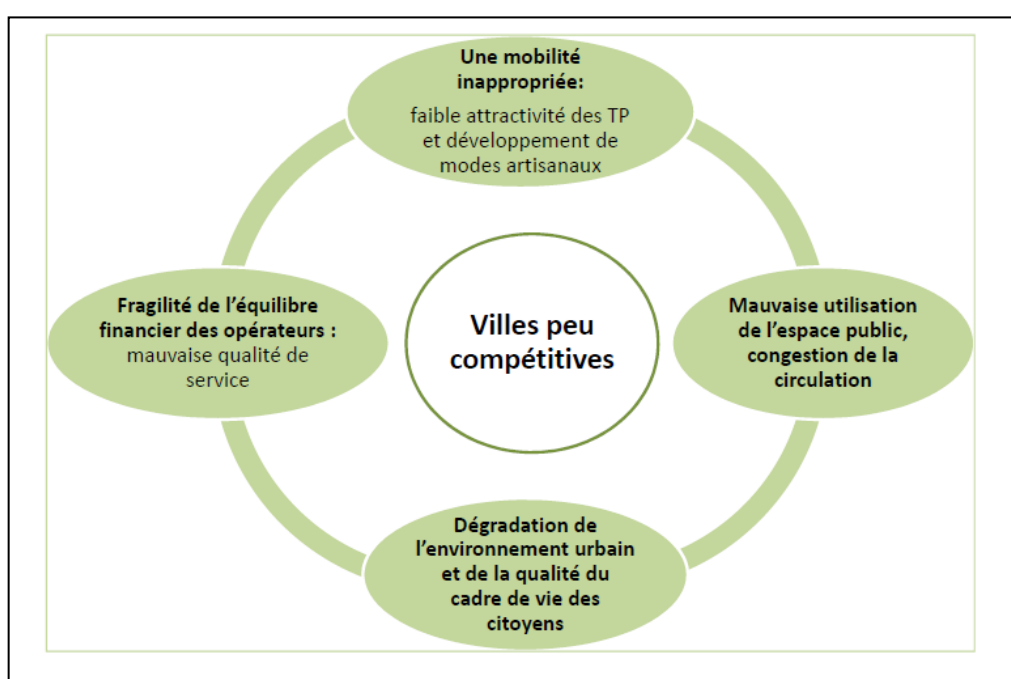 Une mobilité
inappropriée:
faible attractivité des TP
et développement de
modes artisanaux
Fragilité de l’équilibre
financier des opérateurs :
mauvaise qualité de
service
Villes peu
compétitives
Mauvaise utilisation
de l’espace public,
congestion de la
circulation
Dégradation de
l’environnement urbain
et de la qualité du
cadre de vie des
citoyens